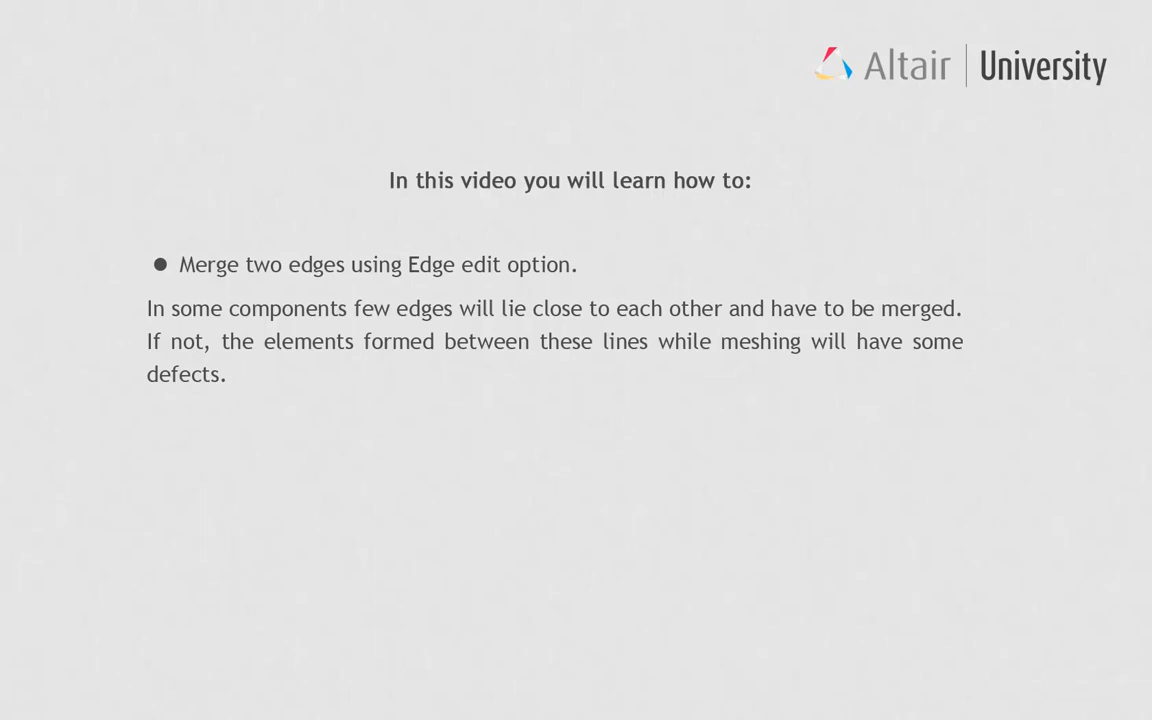 Altair | University
In this video you will learn how to:
● Merge two edges using Edge edit option.
In some components few edges will lie close to each other and have to be merged.
If not, the elements formed between these lines while meshing will have some
defects.